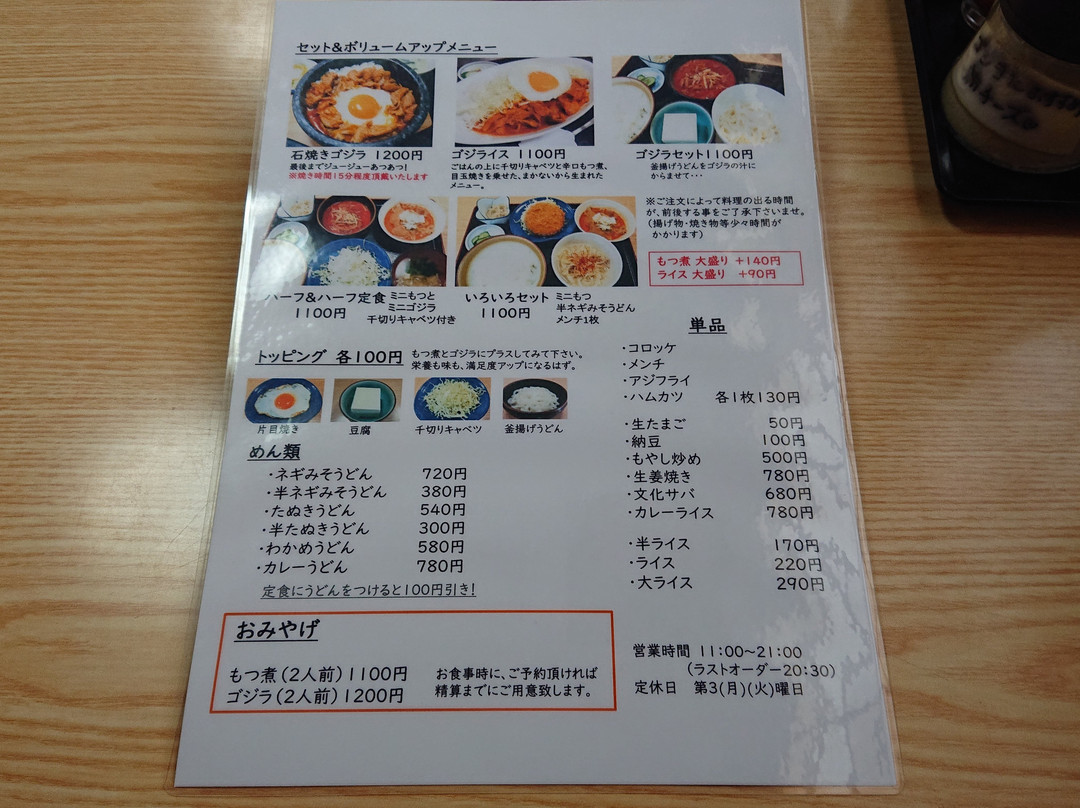 セット&ボリュームアップメニュー
石焼きゴジラ 1200円
最後までジュージューあつあつ!
※焼き時間15分程度頂戴いたします
ゴジライス 1100円
ごはんの上に千切りキャベツと辛口もつ煮、
目玉焼きを乗せた、まかないから生まれた
メニュー。
ゴジラセット1100円
釜揚げうどんをゴジラの汁に
からませて・・・
※ご注文によって料理の出る時間
が、前後する事をご了承下さいませ。
(揚げ物・焼き物等少々時間が
かかります)
もつ煮 大盛り +140円
ライス 大盛り +90円
ハーフ&ハーフ定食 ミニもつと
1100円 ミニゴジラ
千切りキャベツ付き
いろいろセット ミニもつ
1100円 半ネギみそうどん
メンチ1枚
トッピング 各100円
もつ煮とゴジラにプラスしてみて下さい。
栄養も味も、満足度アップになるはず。
片目焼き 豆腐 千切りキャベツ 釜揚げうどん
めん類
・ネギみそうどん 720円
・半ネギみそうどん 380円
・たぬきうどん 540円
・半たぬきうどん 300円
・わかめうどん 580円
・カレーうどん 780円
定食にうどんをつけると100円引き!
単品
・コロッケ
・メンチ
・アジフライ
・ハムカツ 各1枚130円
・生たまご 50円
・納豆 100円
・もやし炒め 500円
・生姜焼き 780円
・文化サバ 680円
・カレーライス 780円
・半ライス 170円
・ライス 220円
・大ライス 290円
おみやげ
もつ煮(2人前)1100円
ゴジラ(2人前)1200円
お食事時に、ご予約頂ければ
精算までにご用意致します。
営業時間 11:00~21:00
(ラストオーダー20:30)
定休日 第3(月)(火)曜日